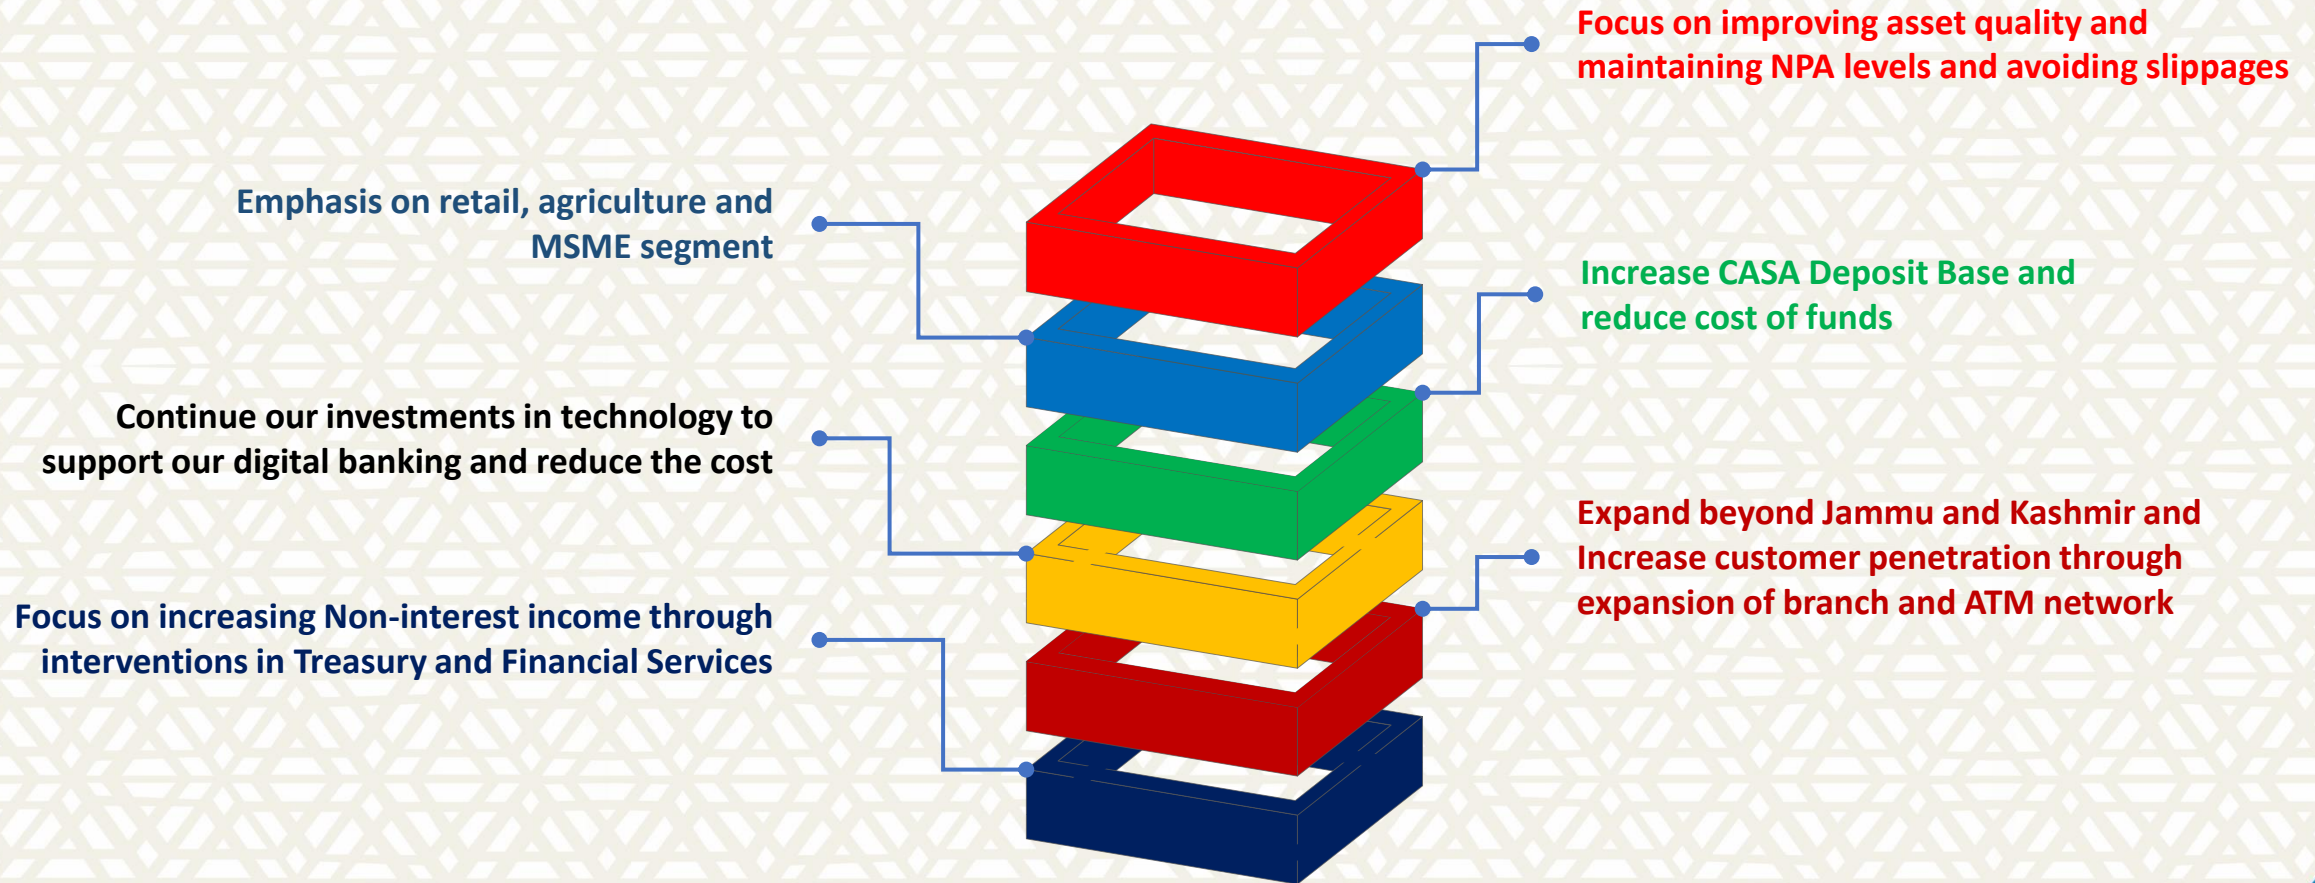 Focus on improving asset quality and
maintaining NPA levels and avoiding slippages
Emphasis on retail, agriculture and
MSME segment
Increase CASA Deposit Base and
reduce cost of funds
Continue our investments in technology to
support our digital banking and reduce the cost
Expand beyond Jammu and Kashmir and
Increase customer penetration through
expansion of branch and ATM network
Focus on increasing Non-interest income through
interventions in Treasury and Financial Services